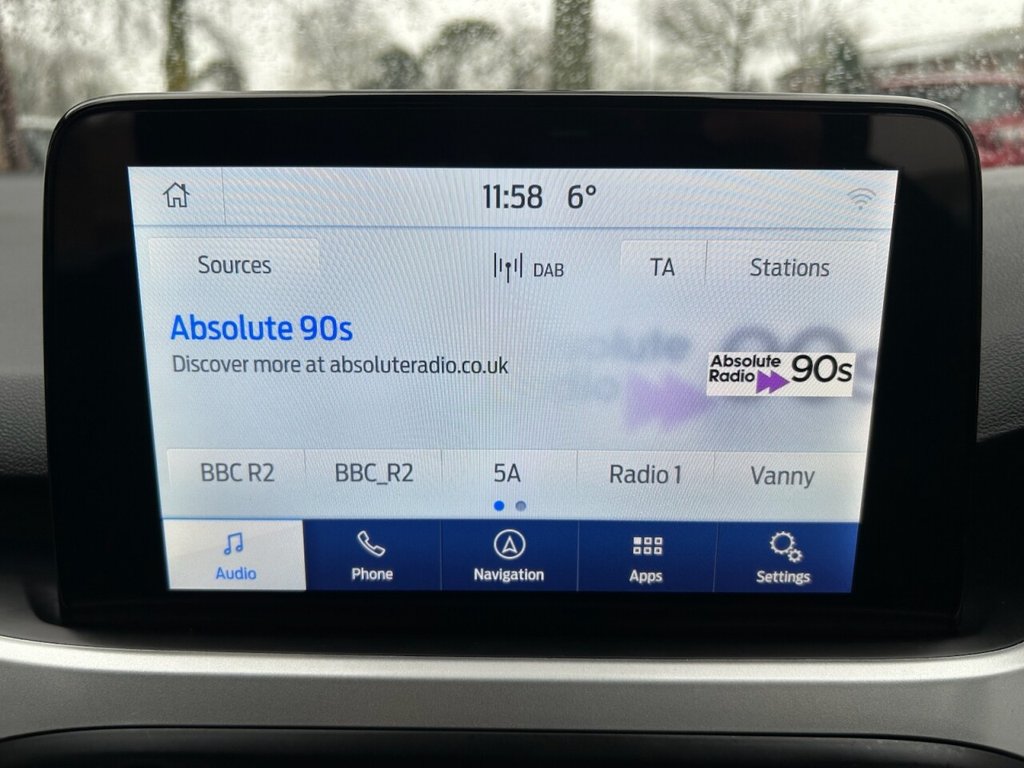 11:58 6°
Sources DAB TA Stations
Absolute 90s
Discover more at absoluteradio.co.uk
Absolute
Radio 90s
BBC R2 BBC_R2 5A Radio 1 Vanny
Audio Phone Navigation Apps Settings